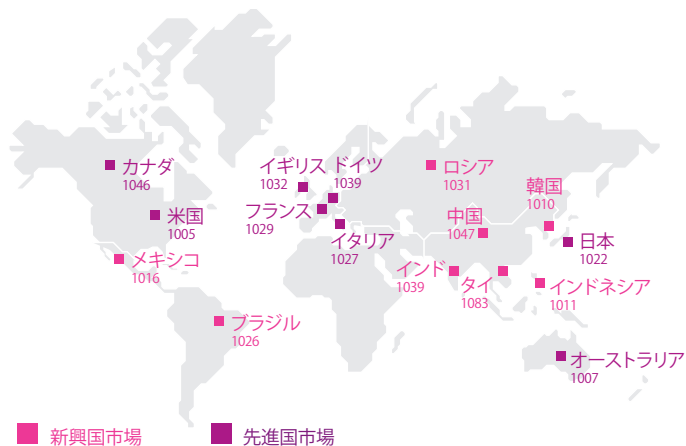 カナダ
1046
米国
1005
メキシコ
1016
ブラジル
1026
イギリス
1032
ドイツ
1039
フランス
1029
イタリア
1027
ロシア
1031
韓国
1010
中国
1047
日本
1022
インド
1039
タイ
1083
インドネシア
1011
オーストラリア
1007
新興国市場
先進国市場